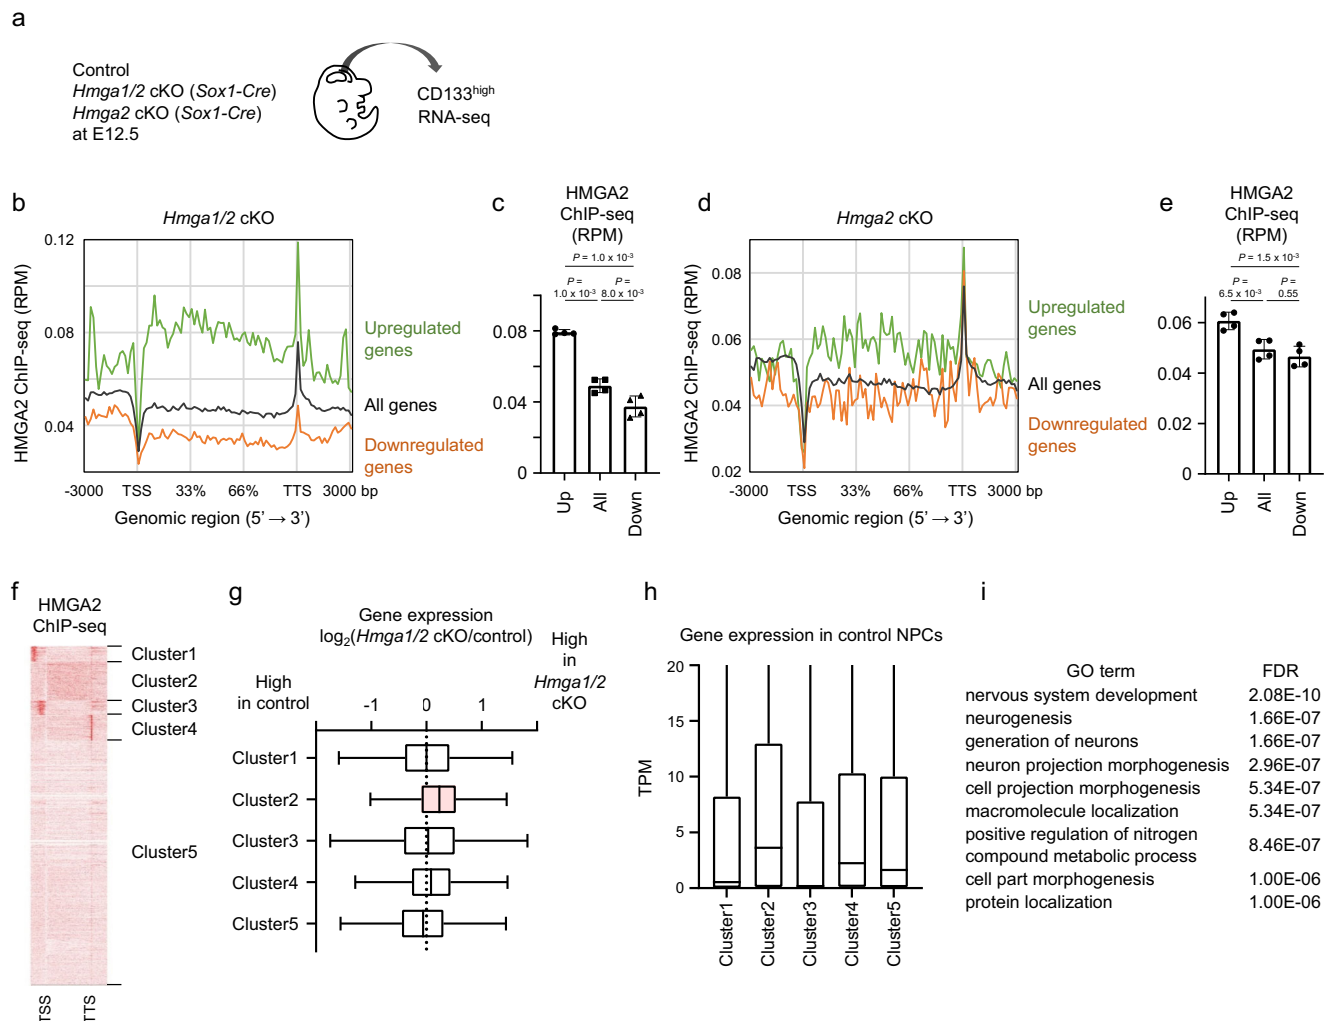 a
Control
Hmga1/2 cKO (Sox1-Cre)
Hmga2 cKO (Sox1-Cre)
at E12.5
CD133high
RNA-seq
b
Hmga1/2 cKO
HMGA2 ChIP-seq (RPM)
0.12
0.08
0.04
-3000 TSS 33% 66% TTS 3000 bp
Genomic region (5' → 3')
Upregulated
genes
All genes
Downregulated
genes
c
HMGA2
ChIP-seq
(RPM)
P = 1.0 x 10-3
P =
1.0 x 10-3
P =
8.0 x 10-3
0.08
0.04
0
Up
All
Down
d
Hmga2 cKO
HMGA2 ChIP-seq (RPM)
0.08
0.06
0.04
0.02
-3000 TSS 33% 66% TTS 3000 bp
Genomic region (5' → 3')
Upregulated
genes
All genes
Downregulated
genes
e
HMGA2
ChIP-seq
(RPM)
P = 1.5 x 10-3
P =
6.5 x 10-3
P =
0.55
0.06
0.04
0.02
0
Up
All
Down
f
HMGA2
ChIP-seq
Cluster1
Cluster2
Cluster3
Cluster4
Cluster5
TSS
TTS
g
Gene expression
log2(Hmga1/2 cKO/control)
High
in control
High
in
Hmga1/2
cKO
-1 0 1
Cluster1
Cluster2
Cluster3
Cluster4
Cluster5
h
Gene expression in control NPCs
TPM
20
15
10
5
0
Cluster1
Cluster2
Cluster3
Cluster4
Cluster5
i
GO term FDR
nervous system development 2.08E-10
neurogenesis 1.66E-07
generation of neurons 1.66E-07
neuron projection morphogenesis 2.96E-07
cell projection morphogenesis 5.34E-07
macromolecule localization 5.34E-07
positive regulation of nitrogen
compound metabolic process 8.46E-07
cell part morphogenesis 1.00E-06
protein localization 1.00E-06